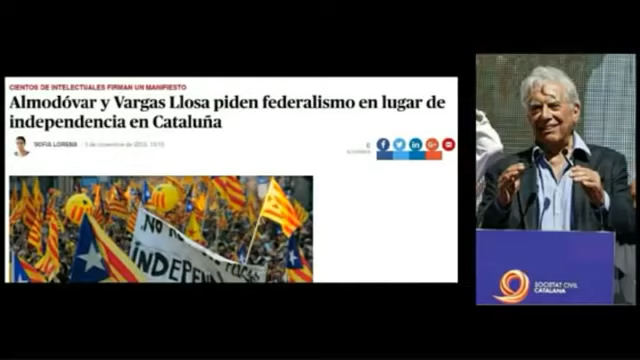 CIENTOS DE INTELECTUALES FIRMAN UN MANIFIESTO
Almodóvar y Vargas Llosa piden federalismo en lugar de
independencia en Cataluña
SOFIA LORENA
INDEPEN
SOCIETAT CIVIL
CATALANA